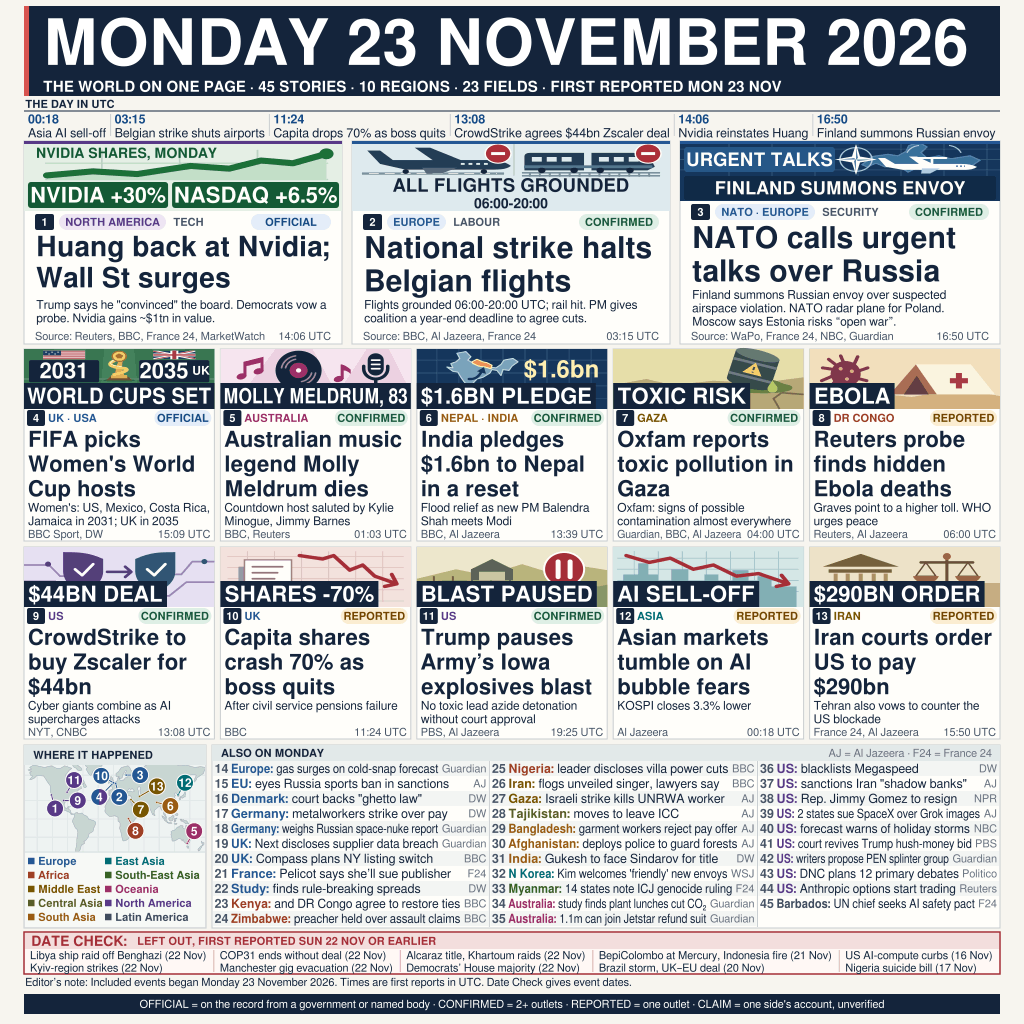 MONDAY 23 NOVEMBER 2026
THE WORLD ON ONE PAGE · 45 STORIES · 10 REGIONS · 23 FIELDS · FIRST REPORTED MON 23 NOV
THE DAY IN UTC
00:18
Asia AI sell-off
03:15
Belgian strike shuts airports
11:24
Capita drops 70% as boss quits
13:08
CrowdStrike agrees $44bn Zscaler deal
14:06
Nvidia reinstates Huang
16:50
Finland summons Russian envoy
NVIDIA SHARES, MONDAY
NVIDIA +30%
NASDAQ +6.5%
1 NORTH AMERICA TECH OFFICIAL
Huang back at Nvidia;
Wall St surges
Trump says he "convinced" the board. Democrats vow a
probe. Nvidia gains ~$1tn in value.
Source: Reuters, BBC, France 24, MarketWatch 14:06 UTC
ALL FLIGHTS GROUNDED
06:00-20:00
2 EUROPE LABOUR CONFIRMED
National strike halts
Belgian flights
Flights grounded 06:00-20:00 UTC; rail hit. PM gives
coalition a year-end deadline to agree cuts.
Source: BBC, Al Jazeera, France 24 03:15 UTC
URGENT TALKS
FINLAND SUMMONS ENVOY
3 NATO · EUROPE SECURITY CONFIRMED
NATO calls urgent
talks over Russia
Finland summons Russian envoy over suspected
airspace violation. NATO radar plane for Poland.
Moscow says Estonia risks “open war”.
Source: WaPo, France 24, NBC, Guardian 16:50 UTC
2031 2035 UK
WORLD CUPS SET
4 UK · USA OFFICIAL
FIFA picks
Women's World
Cup hosts
Women's: US, Mexico, Costa Rica,
Jamaica in 2031; UK in 2035
BBC Sport, DW 15:09 UTC
MOLLY MELDRUM, 83
5 AUSTRALIA CONFIRMED
Australian music
legend Molly
Meldrum dies
Countdown host saluted by Kylie
Minogue, Jimmy Barnes
BBC, Reuters 01:03 UTC
$1.6bn
$1.6BN PLEDGE
6 NEPAL · INDIA CONFIRMED
India pledges
$1.6bn to Nepal
in a reset
Flood relief as new PM Balendra
Shah meets Modi
BBC, Al Jazeera 13:39 UTC
TOXIC RISK
7 GAZA CONFIRMED
Oxfam reports
toxic pollution in
Gaza
Oxfam: signs of possible
contamination almost everywhere
Guardian, BBC, Al Jazeera 04:00 UTC
EBOLA
8 DR CONGO REPORTED
Reuters probe
finds hidden
Ebola deaths
Graves point to a higher toll. WHO
urges peace
Reuters, Al Jazeera 06:00 UTC
$44BN DEAL
9 US CONFIRMED
CrowdStrike to
buy Zscaler for
$44bn
Cyber giants combine as AI
supercharges attacks
NYT, CNBC 13:08 UTC
SHARES -70%
10 UK REPORTED
Capita shares
crash 70% as
boss quits
After civil service pensions failure
BBC 11:24 UTC
BLAST PAUSED
11 US CONFIRMED
Trump pauses
Army’s Iowa
explosives blast
No toxic lead azide detonation
without court approval
PBS, Al Jazeera 19:25 UTC
AI SELL-OFF
12 ASIA REPORTED
Asian markets
tumble on AI
bubble fears
KOSPI closes 3.3% lower
Al Jazeera 00:18 UTC
$290BN ORDER
13 IRAN REPORTED
Iran courts order
US to pay
$290bn
Tehran also vows to counter the
US blockade
France 24, Al Jazeera 15:50 UTC
WHERE IT HAPPENED
11 10 3 13 12
1 9 4 2 7 6
8 5
Europe East Asia
Africa South-East Asia
Middle East Oceania
Central Asia North America
South Asia Latin America
ALSO ON MONDAY AJ = Al Jazeera · F24 = France 24
14 Europe: gas surges on cold-snap forecast Guardian
15 EU: eyes Russia sports ban in sanctions AJ
16 Denmark: court backs "ghetto law" DW
17 Germany: metalworkers strike over pay DW
18 Germany: weighs Russian space-nuke report Guardian
19 UK: Next discloses supplier data breach Guardian
20 UK: Compass plans NY listing switch BBC
21 France: Pelicot says she’ll sue publisher F24
22 Study: finds rule-breaking spreads DW
23 Kenya: and DR Congo agree to restore ties BBC
24 Zimbabwe: preacher held over assault claims BBC
25 Nigeria: leader discloses villa power cuts BBC
26 Iran: flogs unveiled singer, lawyers say BBC
27 Gaza: Israeli strike kills UNRWA worker AJ
28 Tajikistan: moves to leave ICC AJ
29 Bangladesh: garment workers reject pay offer AJ
30 Afghanistan: deploys police to guard forests AJ
31 India: Gukesh to face Sindarov for title DW
32 N Korea: Kim welcomes 'friendly' new envoys WSJ
33 Myanmar: 14 states note ICJ genocide ruling F24
34 Australia: study finds plant lunches cut CO₂ Guardian
35 Australia: 1.1m can join Jetstar refund suit Guardian
36 US: blacklists Megaspeed DW
37 US: sanctions Iran "shadow banks" AJ
38 US: Rep. Jimmy Gomez to resign NPR
39 US: 2 states sue SpaceX over Grok images AJ
40 US: forecast warns of holiday storms NBC
41 US: court revives Trump hush-money bid PBS
42 US: writers propose PEN splinter group Guardian
43 US: DNC plans 12 primary debates Politico
44 US: Anthropic options start trading Reuters
45 Barbados: UN chief seeks AI safety pact F24
DATE CHECK: LEFT OUT, FIRST REPORTED SUN 22 NOV OR EARLIER
Libya ship raid off Benghazi (22 Nov)
Kyiv-region strikes (22 Nov)
COP31 ends without deal (22 Nov)
Manchester gig evacuation (22 Nov)
Alcaraz title, Khartoum raids (22 Nov)
Democrats’ House majority (22 Nov)
BepiColombo at Mercury, Indonesia fire (21 Nov)
Brazil storm, UK–EU deal (20 Nov)
US AI-compute curbs (16 Nov)
Nigeria suicide bill (17 Nov)
Editor’s note: Included events began Monday 23 November 2026. Times are first reports in UTC. Date Check gives event dates.
OFFICIAL = on the record from a government or named body · CONFIRMED = 2+ outlets · REPORTED = one outlet · CLAIM = one side's account, unverified